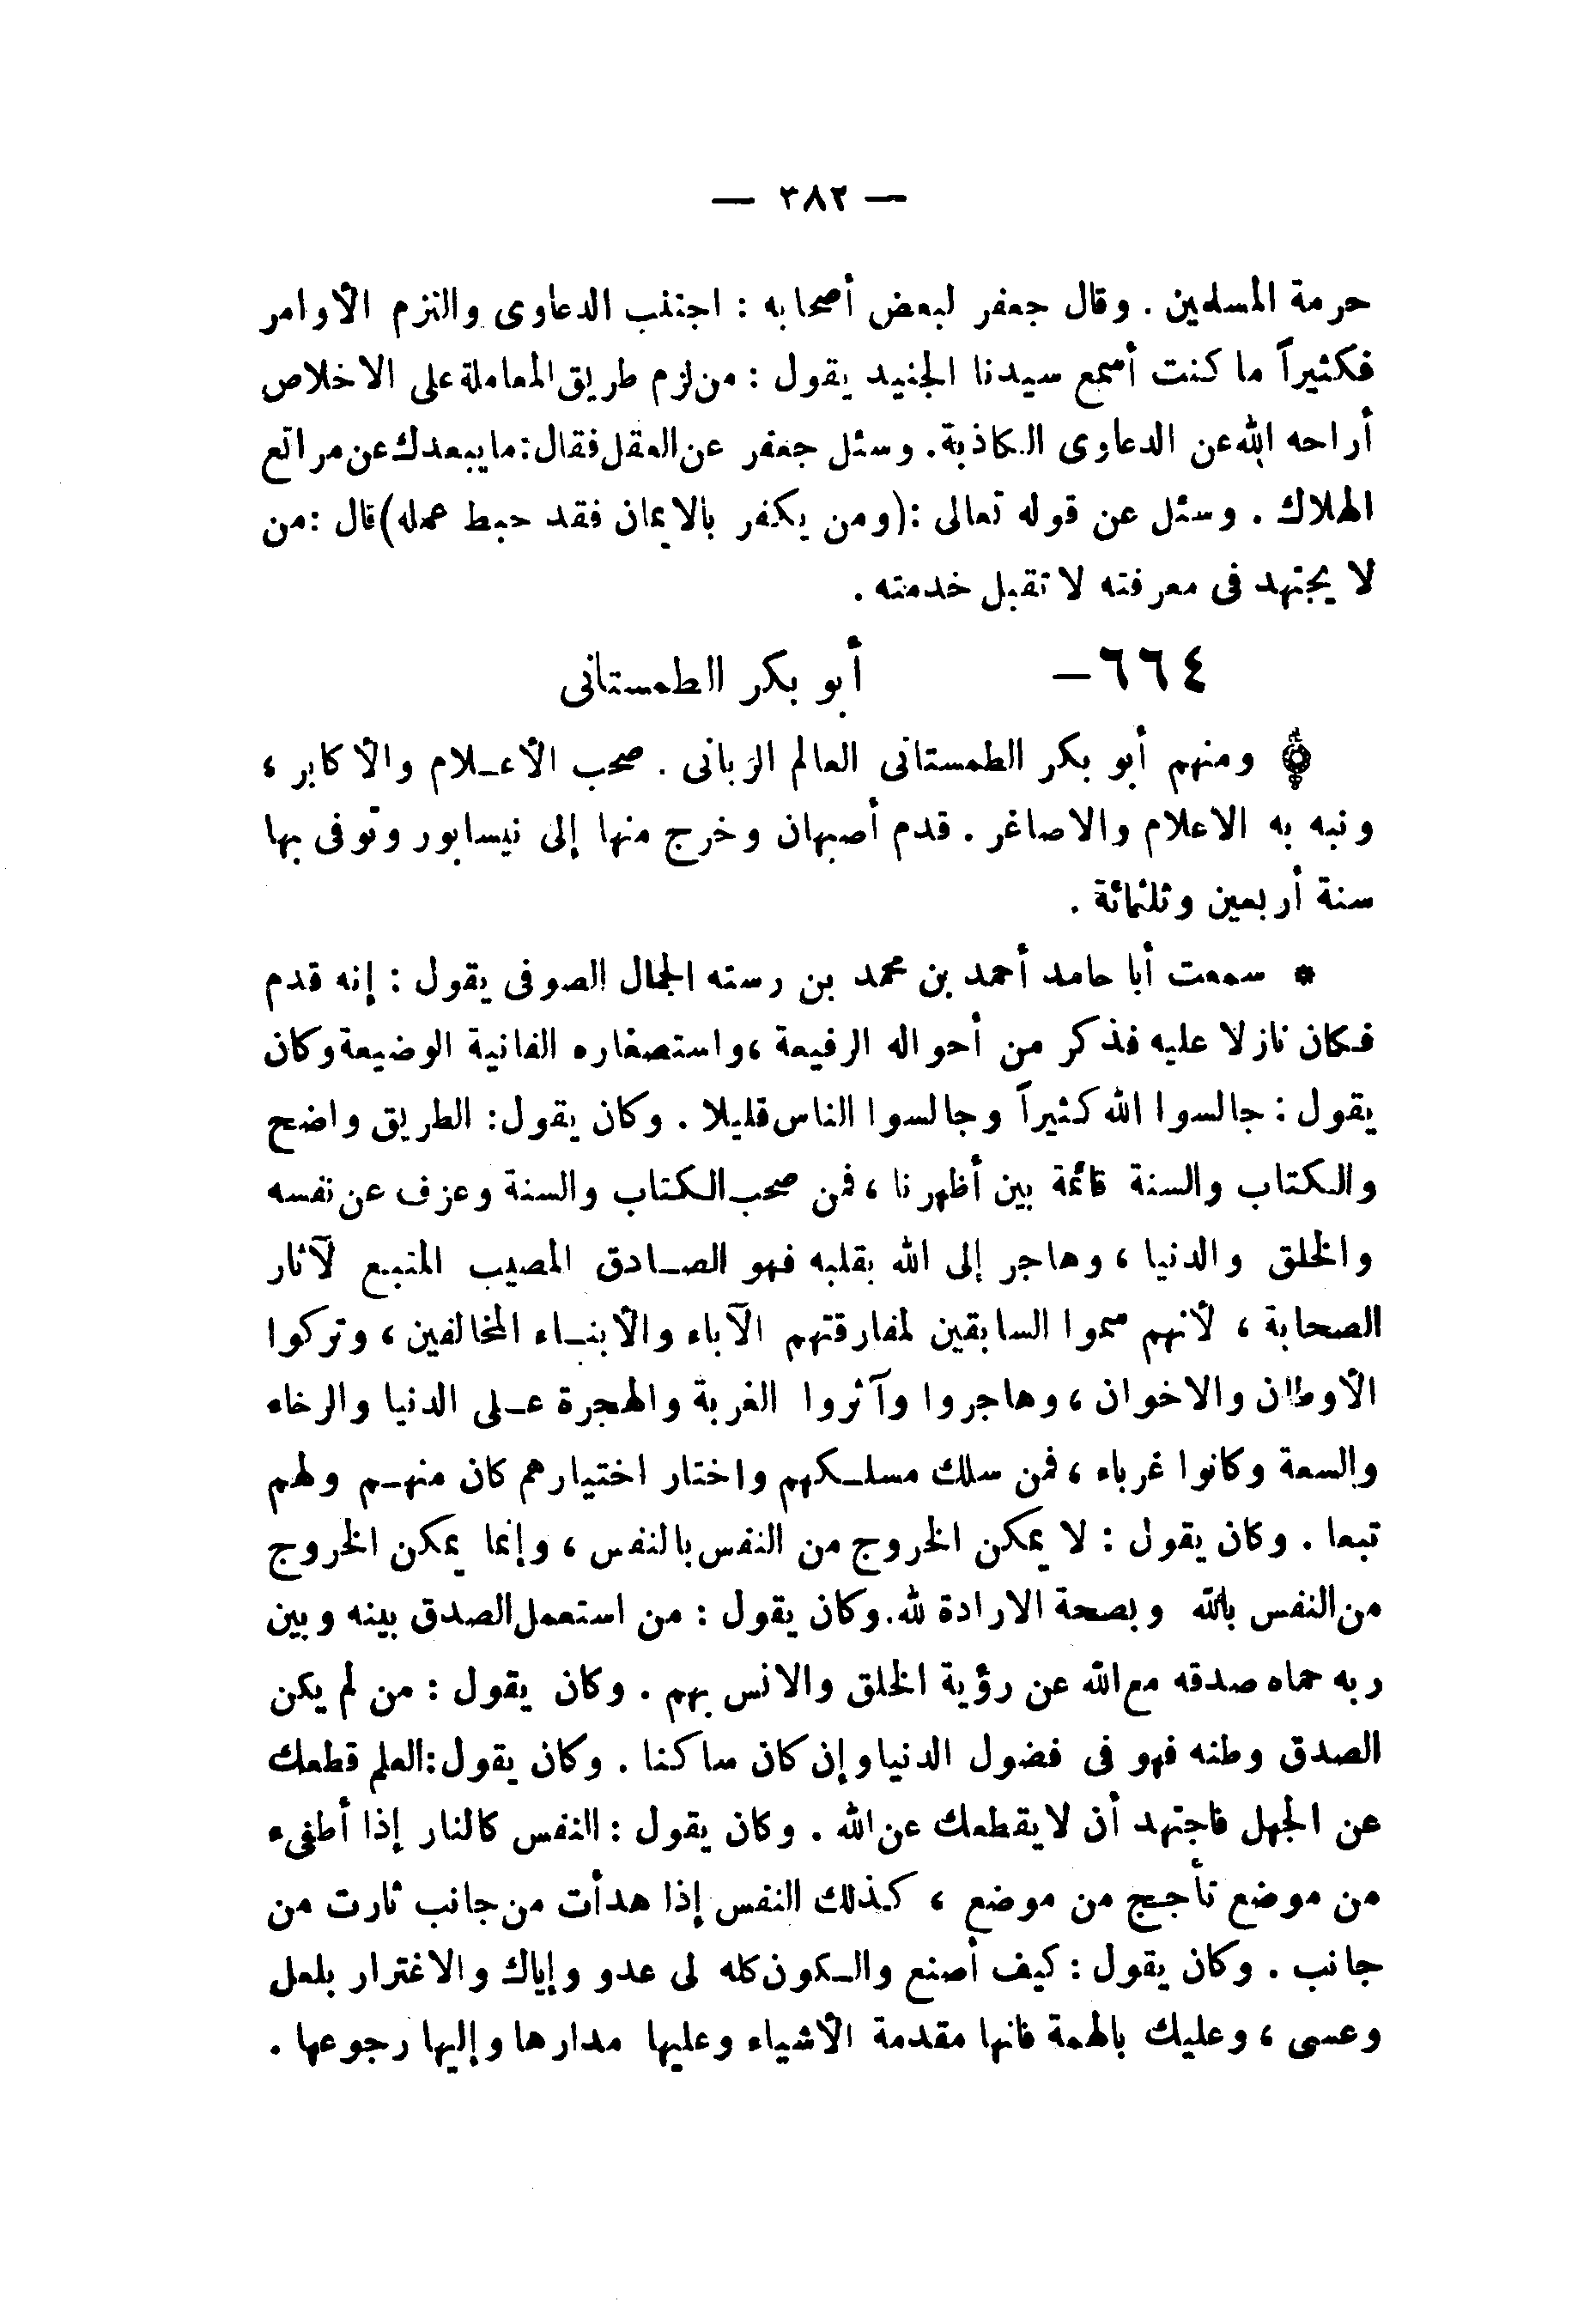 — ٣٨٢ —
حرمة المسلمين . وقال جعفر لبعض أصحابه : اجتنب الدعاوى والتزم الأوامر
فكثيراً ما كنت أسمع سيدنا الجنيد يقول : من لزم طريق المعاملة على الاخلاص
أراحه الله عن الدعاوى الكاذبة . وسئل جعفر عن العقل فقال : ما يبعدك عن مراتع
الهلاك . وسئل عن قوله تعالى : (ومن يكفر بالايمان فقد حبط عمله) قال : من
لا يجتهد فى معرفته لا تقبل خدمته .
٦٦٤ — أبو بكر الطمستانى
ومنهم أبو بكر الطمستانى العالم الربانى . صحب الأعلام والأكابر ،
ونبه به الاعلام والاصاغر . قدم أصبهان وخرج منها إلى نيسابور وتوفى بها
سنة أربعين وثلثمائة .
* سمعت أبا حامد أحمد بن محمد بن رسته الجمال الصوفى يقول : إنه قدم
فكان نازلا عليه فذكر من أحواله الرفيعة ، واستصغاره الفانية الوضيعة وكان
يقول : جالسوا الله كثيراً وجالسوا الناس قليلا . وكان يقول : الطريق واضح
والكتاب والسنة قائمة بين أظهرنا ، فمن صحب الكتاب والسنة وعزف عن نفسه
والخلق والدنيا ، وهاجر إلى الله بقلبه فهو الصادق المصيب المتبع لآثار
الصحابة ، لأنهم سموا السابقين لمفارقتهم الآباء والأبناء المخالفين ، وتركوا
الأوطان والاخوان ، وهاجروا وآثروا الغربة والهجرة على الدنيا والرخاء
والسعة وكانوا غرباء ، فمن سلك مسلكهم واختار اختيارهم كان منهم ولهم
تبعا . وكان يقول : لا يمكن الخروج من النفس بالنفس ، وإنما يمكن الخروج
من النفس بالله وبصحة الارادة لله . وكان يقول : من استعمل الصدق بينه وبين
ربه حماه صدقه مع الله عن رؤية الخلق والانس بهم . وكان يقول : من لم يكن
الصدق وطنه فهو فى فضول الدنيا وإن كان ساكنا . وكان يقول : العلم قطعك
عن الجهل فاجتهد أن لا يقطعك عن الله . وكان يقول : النفس كالنار إذا أطفىء
من موضع تأجج من موضع ، كذلك النفس إذا هدأت من جانب ثارت من
جانب . وكان يقول : كيف أصنع والكون كله لى عدو وإياك والاغترار بلعل
وعسى ، وعليك بالهمة فانها مقدمة الأشياء وعليها مدارها وإليها رجوعها .